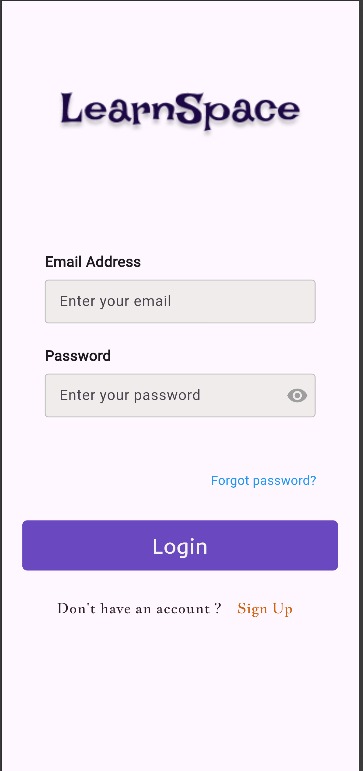 LearnSpace
Email Address
Enter your email
Password
Enter your password
Forgot password?
Login
Don't have an account ? Sign Up